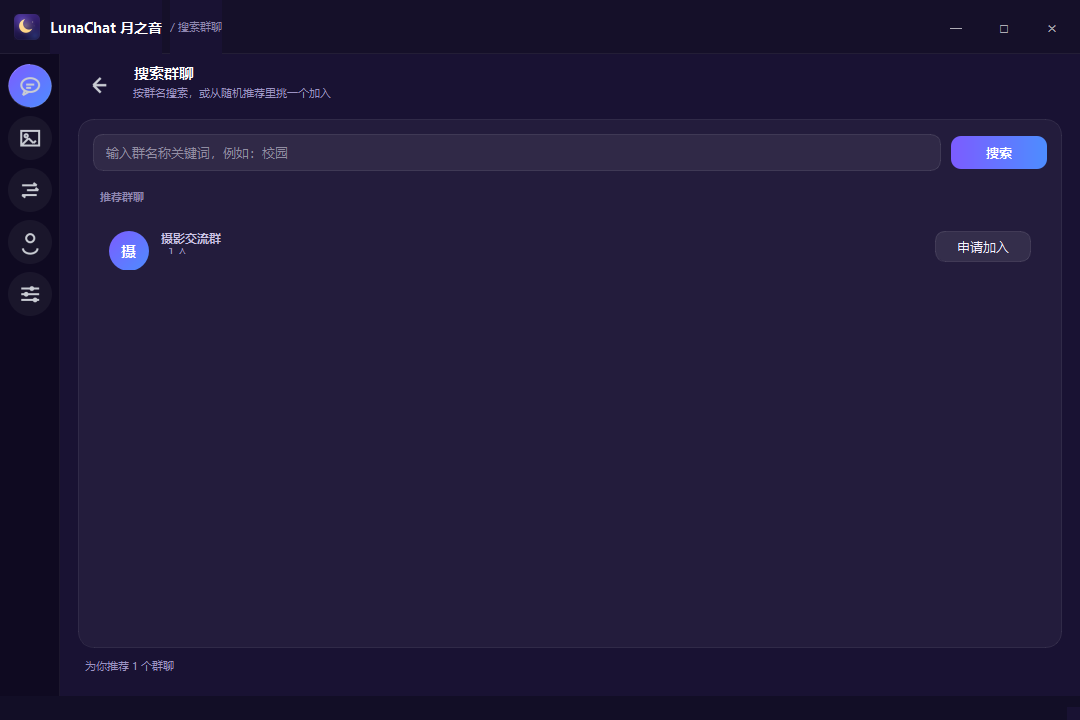 LunaChat 月之音 / 搜索群聊
搜索群聊
按群名搜索，或从随机推荐里挑一个加入
输入群名称关键词，例如：校园
搜索
推荐群聊
摄
摄影交流群
1 人
申请加入
为你推荐 1 个群聊